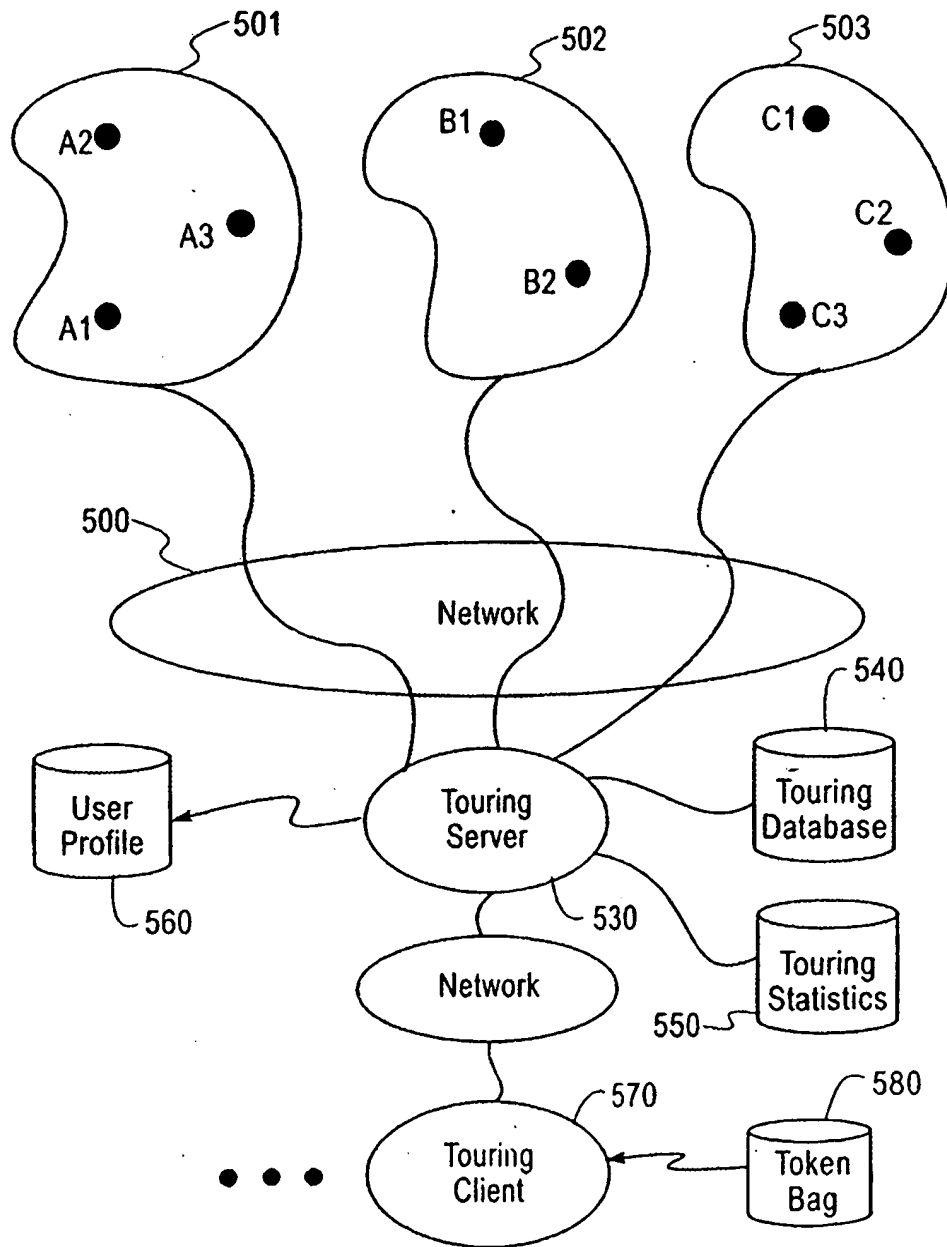 501
502
503
A2
B1
C1
A3
C2
B2
A1
C3
500
Network
540
User
Profile
Touring
Server
Touring
Database
560
530
Network
Touring
Statistics
550
570
580
Touring
Client
Token
Bag